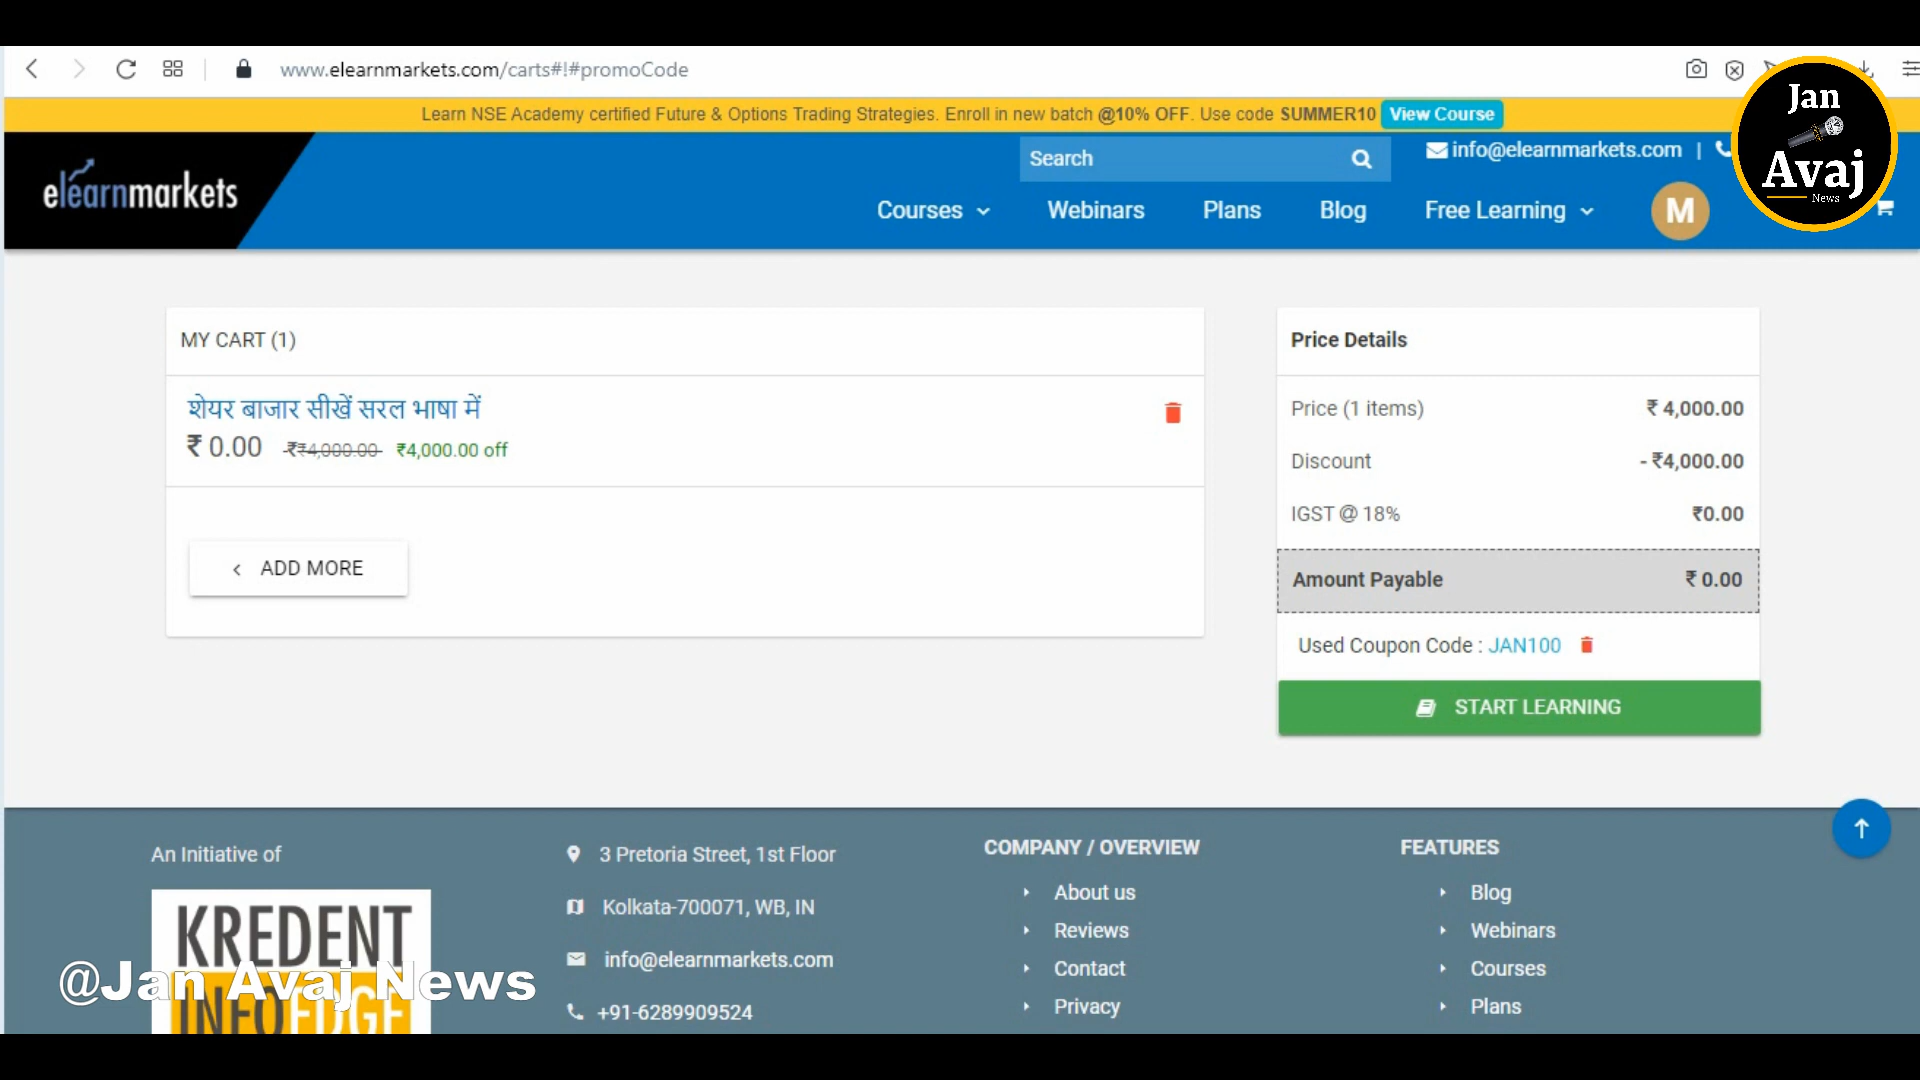 www.elearnmarkets.com/carts#!#promoCode
Learn NSE Academy certified Future & Options Trading Strategies. Enroll in new batch @10% OFF. Use code SUMMER10 View Course
Jan
Avaj
News
elearnmarkets
Search
info@elearnmarkets.com |
Courses
Webinars
Plans
Blog
Free Learning
M
MY CART (1)
शेयर बाजार सीखें सरल भाषा में
₹ 0.00 ₹₹4,000.00 ₹4,000.00 off
ADD MORE
Price Details
Price (1 items) ₹ 4,000.00
Discount - ₹4,000.00
IGST @ 18% ₹0.00
Amount Payable ₹ 0.00
Used Coupon Code : JAN100
START LEARNING
An Initiative of
KREDENT
INFOEDGE
@Jan Avaj News
3 Pretoria Street, 1st Floor
Kolkata-700071, WB, IN
info@elearnmarkets.com
+91-6289909524
COMPANY / OVERVIEW
About us
Reviews
Contact
Privacy
FEATURES
Blog
Webinars
Courses
Plans